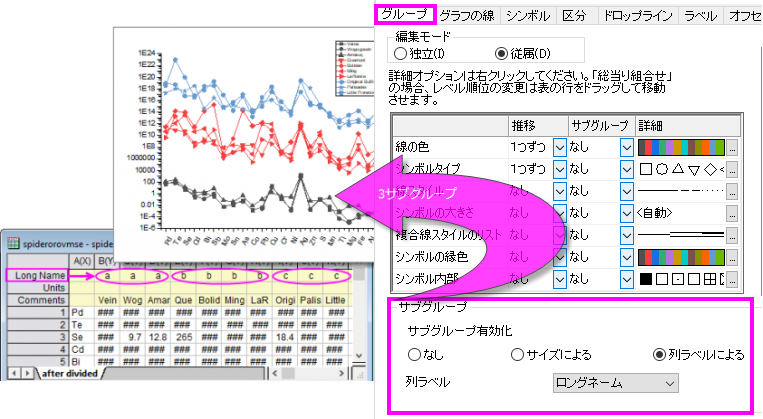 グループ グラフの線 シンボル 区分 ドロップライン ラベル オフセ
編集モード
独立(I) 従属(D)
詳細オプションは右クリックしてください。「総当り組合せ」
の場合、レベル順位の変更は表の行をドラッグして移動
させます。
推移 サブグループ 詳細
線の色 1つずつ なし ...
シンボルタイプ 1つずつ なし ...
なし なし ...
シンボルの大きさ なし なし <自動> ...
複合線スタイルのリスト なし なし ...
シンボルの縁色 なし なし ...
シンボル内部 なし なし ...
サブグループ
サブグループ有効化
なし サイズによる 列ラベルによる
列ラベル ロングネーム
3サブグループ
1E24
1E22
1E20
1E18
1E16
1E14
1E12
1E10
1E8
1000000
10000
100
1
0.01
1E-4
1E-6
Pd Te Se Cd Bi Sb
spiderorovmse - spide
A(X) B(Y)
Long Name a a a b b b b c c c
Units
Comments Vein Wog Amar Que Bolid Ming LaR Origi Palis Little
1 Pd ### ### ### ### ### ### ### ### ### ###
2 Te ### ### ### ### ### ### ### ### ### ###
3 Se ### 9.7 12.8 265 ### ### ### 18.4 ### ###
4 Cd ### ### ### ### ### ### ### ### ### ###
5 Bi ### ### ### ### ### ### ### ### ### ###
after divided